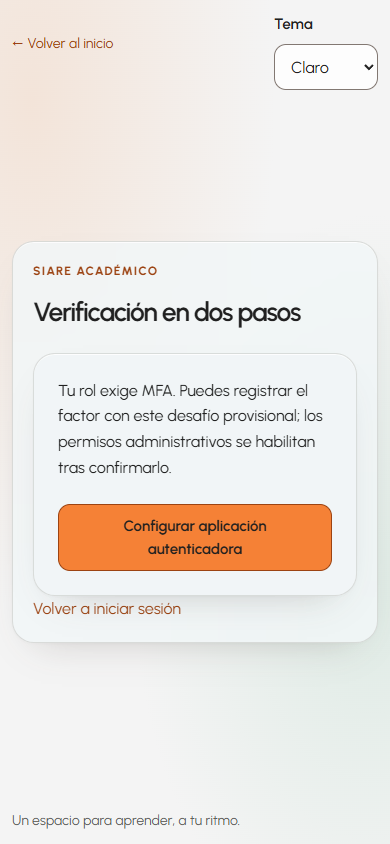 ← Volver al inicio
Tema
Claro
SIARE ACADÉMICO
Verificación en dos pasos
Tu rol exige MFA. Puedes registrar el
factor con este desafío provisional; los
permisos administrativos se habilitan
tras confirmarlo.
Configurar aplicación
autenticadora
Volver a iniciar sesión
Un espacio para aprender, a tu ritmo.